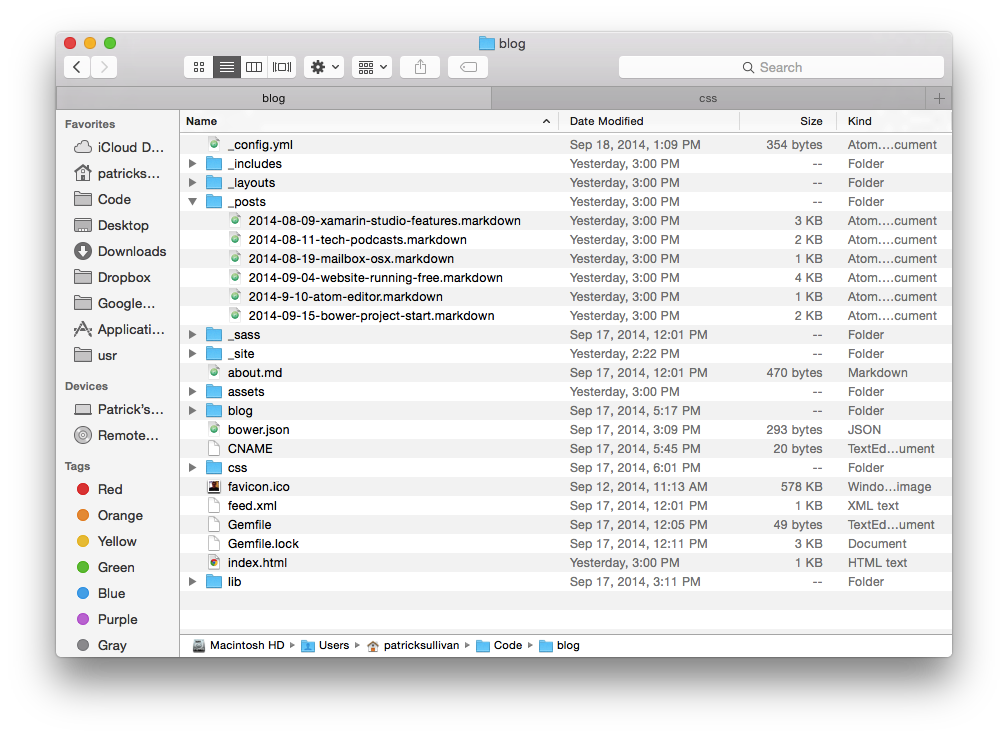 blog
Search
blog css
Favorites
iCloud D...
patricks...
Code
Desktop
Downloads
Dropbox
Google...
Applicati...
usr
Devices
Patrick's...
Remote...
Tags
Red
Orange
Yellow
Green
Blue
Purple
Gray
Name Date Modified Size Kind
_config.yml Sep 18, 2014, 1:09 PM 354 bytes Atom....cument
_includes Yesterday, 3:00 PM -- Folder
_layouts Yesterday, 3:00 PM -- Folder
_posts Yesterday, 3:00 PM -- Folder
2014-08-09-xamarin-studio-features.markdown Yesterday, 3:00 PM 3 KB Atom....cument
2014-08-11-tech-podcasts.markdown Yesterday, 3:00 PM 2 KB Atom....cument
2014-08-19-mailbox-osx.markdown Yesterday, 3:00 PM 1 KB Atom....cument
2014-09-04-website-running-free.markdown Yesterday, 3:00 PM 4 KB Atom....cument
2014-9-10-atom-editor.markdown Yesterday, 3:00 PM 1 KB Atom....cument
2014-09-15-bower-project-start.markdown Yesterday, 3:00 PM 2 KB Atom....cument
_sass Sep 17, 2014, 12:01 PM -- Folder
_site Yesterday, 2:22 PM -- Folder
about.md Sep 17, 2014, 12:01 PM 470 bytes Markdown
assets Yesterday, 3:00 PM -- Folder
blog Sep 17, 2014, 5:17 PM -- Folder
bower.json Sep 17, 2014, 3:09 PM 293 bytes JSON
CNAME Sep 17, 2014, 5:45 PM 20 bytes TextEd...ument
css Sep 17, 2014, 6:01 PM -- Folder
favicon.ico Sep 12, 2014, 11:13 AM 578 KB Windo...image
feed.xml Sep 17, 2014, 12:01 PM 1 KB XML text
Gemfile Sep 17, 2014, 12:05 PM 49 bytes TextEd...ument
Gemfile.lock Sep 17, 2014, 12:11 PM 3 KB Document
index.html Yesterday, 3:00 PM 1 KB HTML text
lib Sep 17, 2014, 3:11 PM -- Folder
Macintosh HD Users patricksullivan Code blog